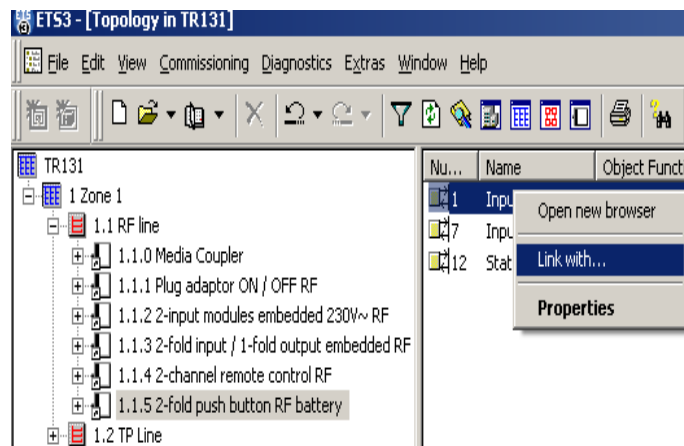 ETS3 - [Topology in TR131]
File Edit View Commissioning Diagnostics Extras Window Help
TR131
1 Zone 1
1.1 RF line
1.1.0 Media Coupler
1.1.1 Plug adaptor ON / OFF RF
1.1.2 2-input modules embedded 230V~ RF
1.1.3 2-fold input / 1-fold output embedded RF
1.1.4 2-channel remote control RF
1.1.5 2-fold push button RF battery
1.2 TP Line
Nu... Name Object Funct
1 Inpu
7 Inpu
12 Stat
Open new browser
Link with...
Properties